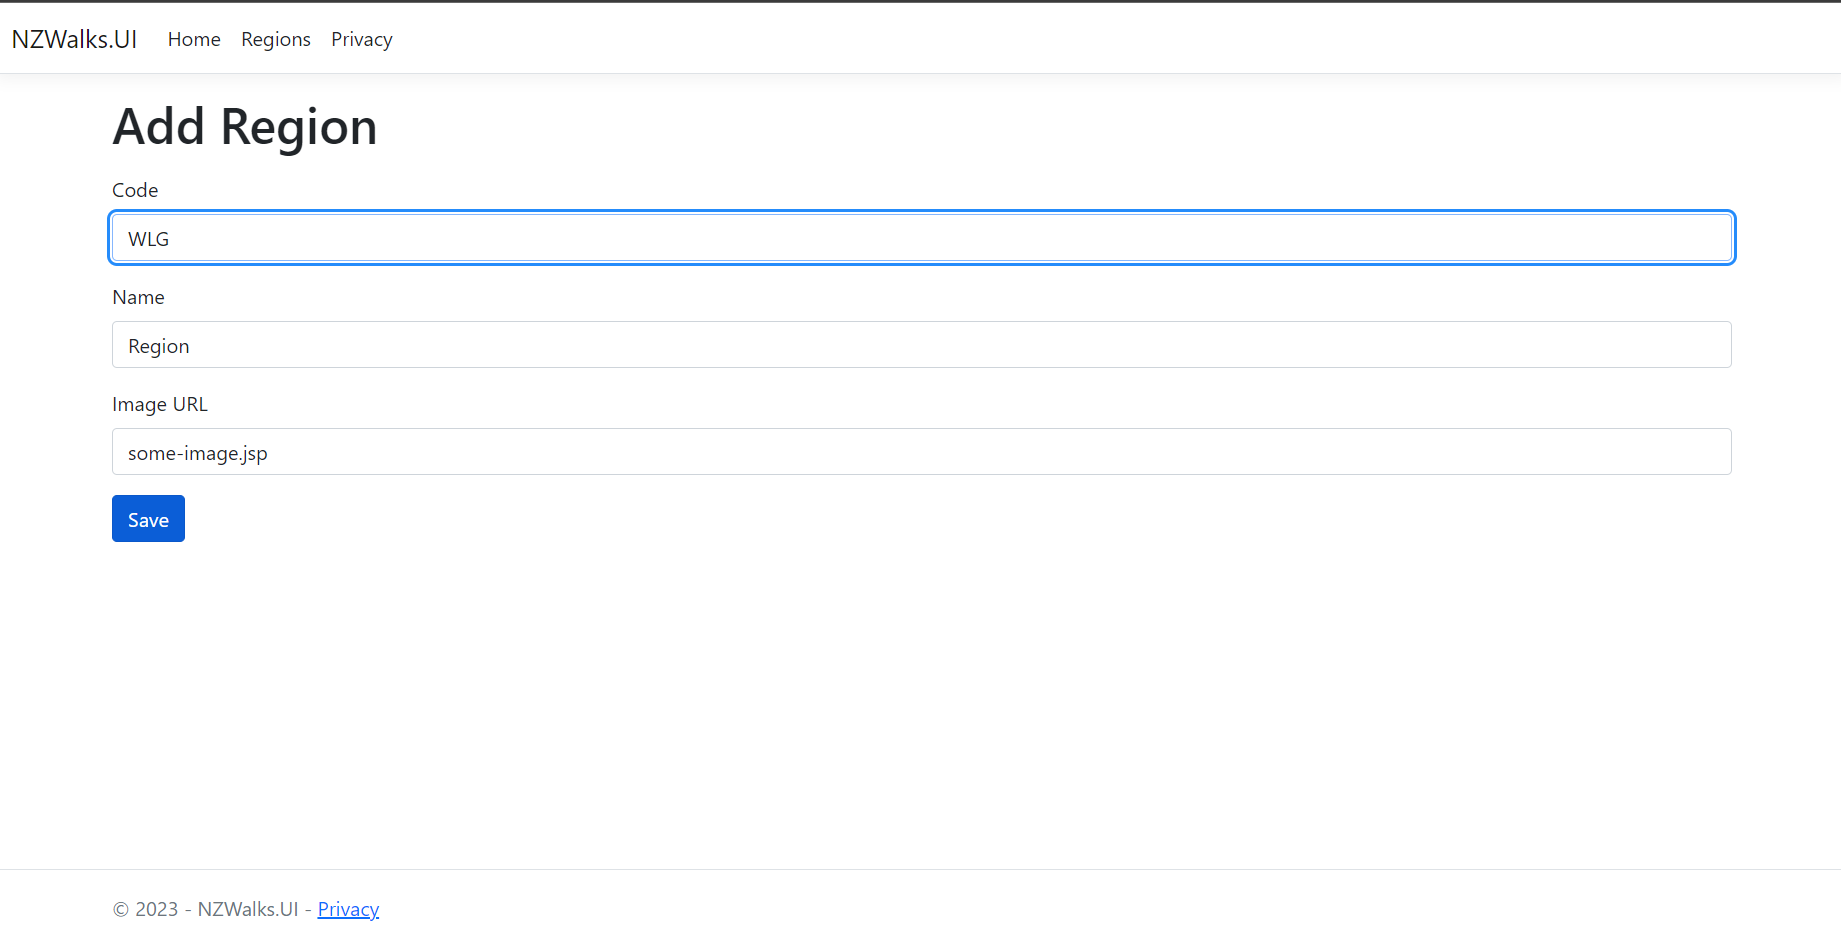 NZWalks.UI Home Regions Privacy
Add Region
Code
WLG
Name
Region
Image URL
some-image.jsp
Save
© 2023 - NZWalks.UI - Privacy